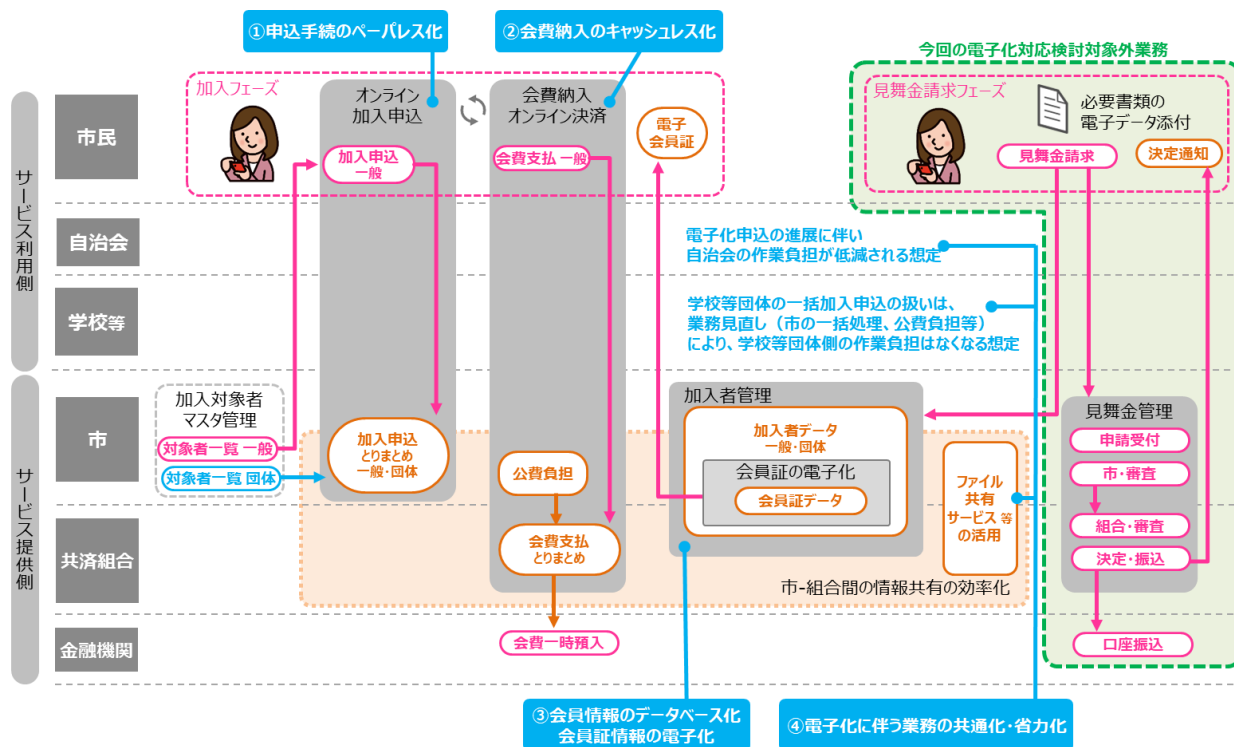 ①申込手続のペーパレス化
②会費納入のキャッシュレス化
今回の電子化対応検討対象外業務
サービス利用側
サービス提供側
市民
自治会
学校等
市
共済組合
金融機関
加入フェーズ
オンライン
加入申込
会費納入
オンライン決済
電子
会員証
加入申込
一般
会費支払 一般
見舞金請求フェーズ
必要書類の
電子データ添付
見舞金請求
決定通知
電子化申込の進展に伴い
自治会の作業負担が低減される想定
学校等団体の一括加入申込の扱いは、
業務見直し（市の一括処理、公費負担等）
により、学校等団体側の作業負担はなくなる想定
加入対象者
マスタ管理
対象者一覧 一般
対象者一覧 団体
加入申込
とりまとめ
一般・団体
公費負担
会費支払
とりまとめ
会費一時預入
加入者管理
加入者データ
一般・団体
会員証の電子化
会員証データ
ファイル
共有
サービス 等
の活用
市-組合間の情報共有の効率化
見舞金管理
申請受付
市・審査
組合・審査
決定・振込
口座振込
③会員情報のデータベース化
会員証情報の電子化
④電子化に伴う業務の共通化・省力化